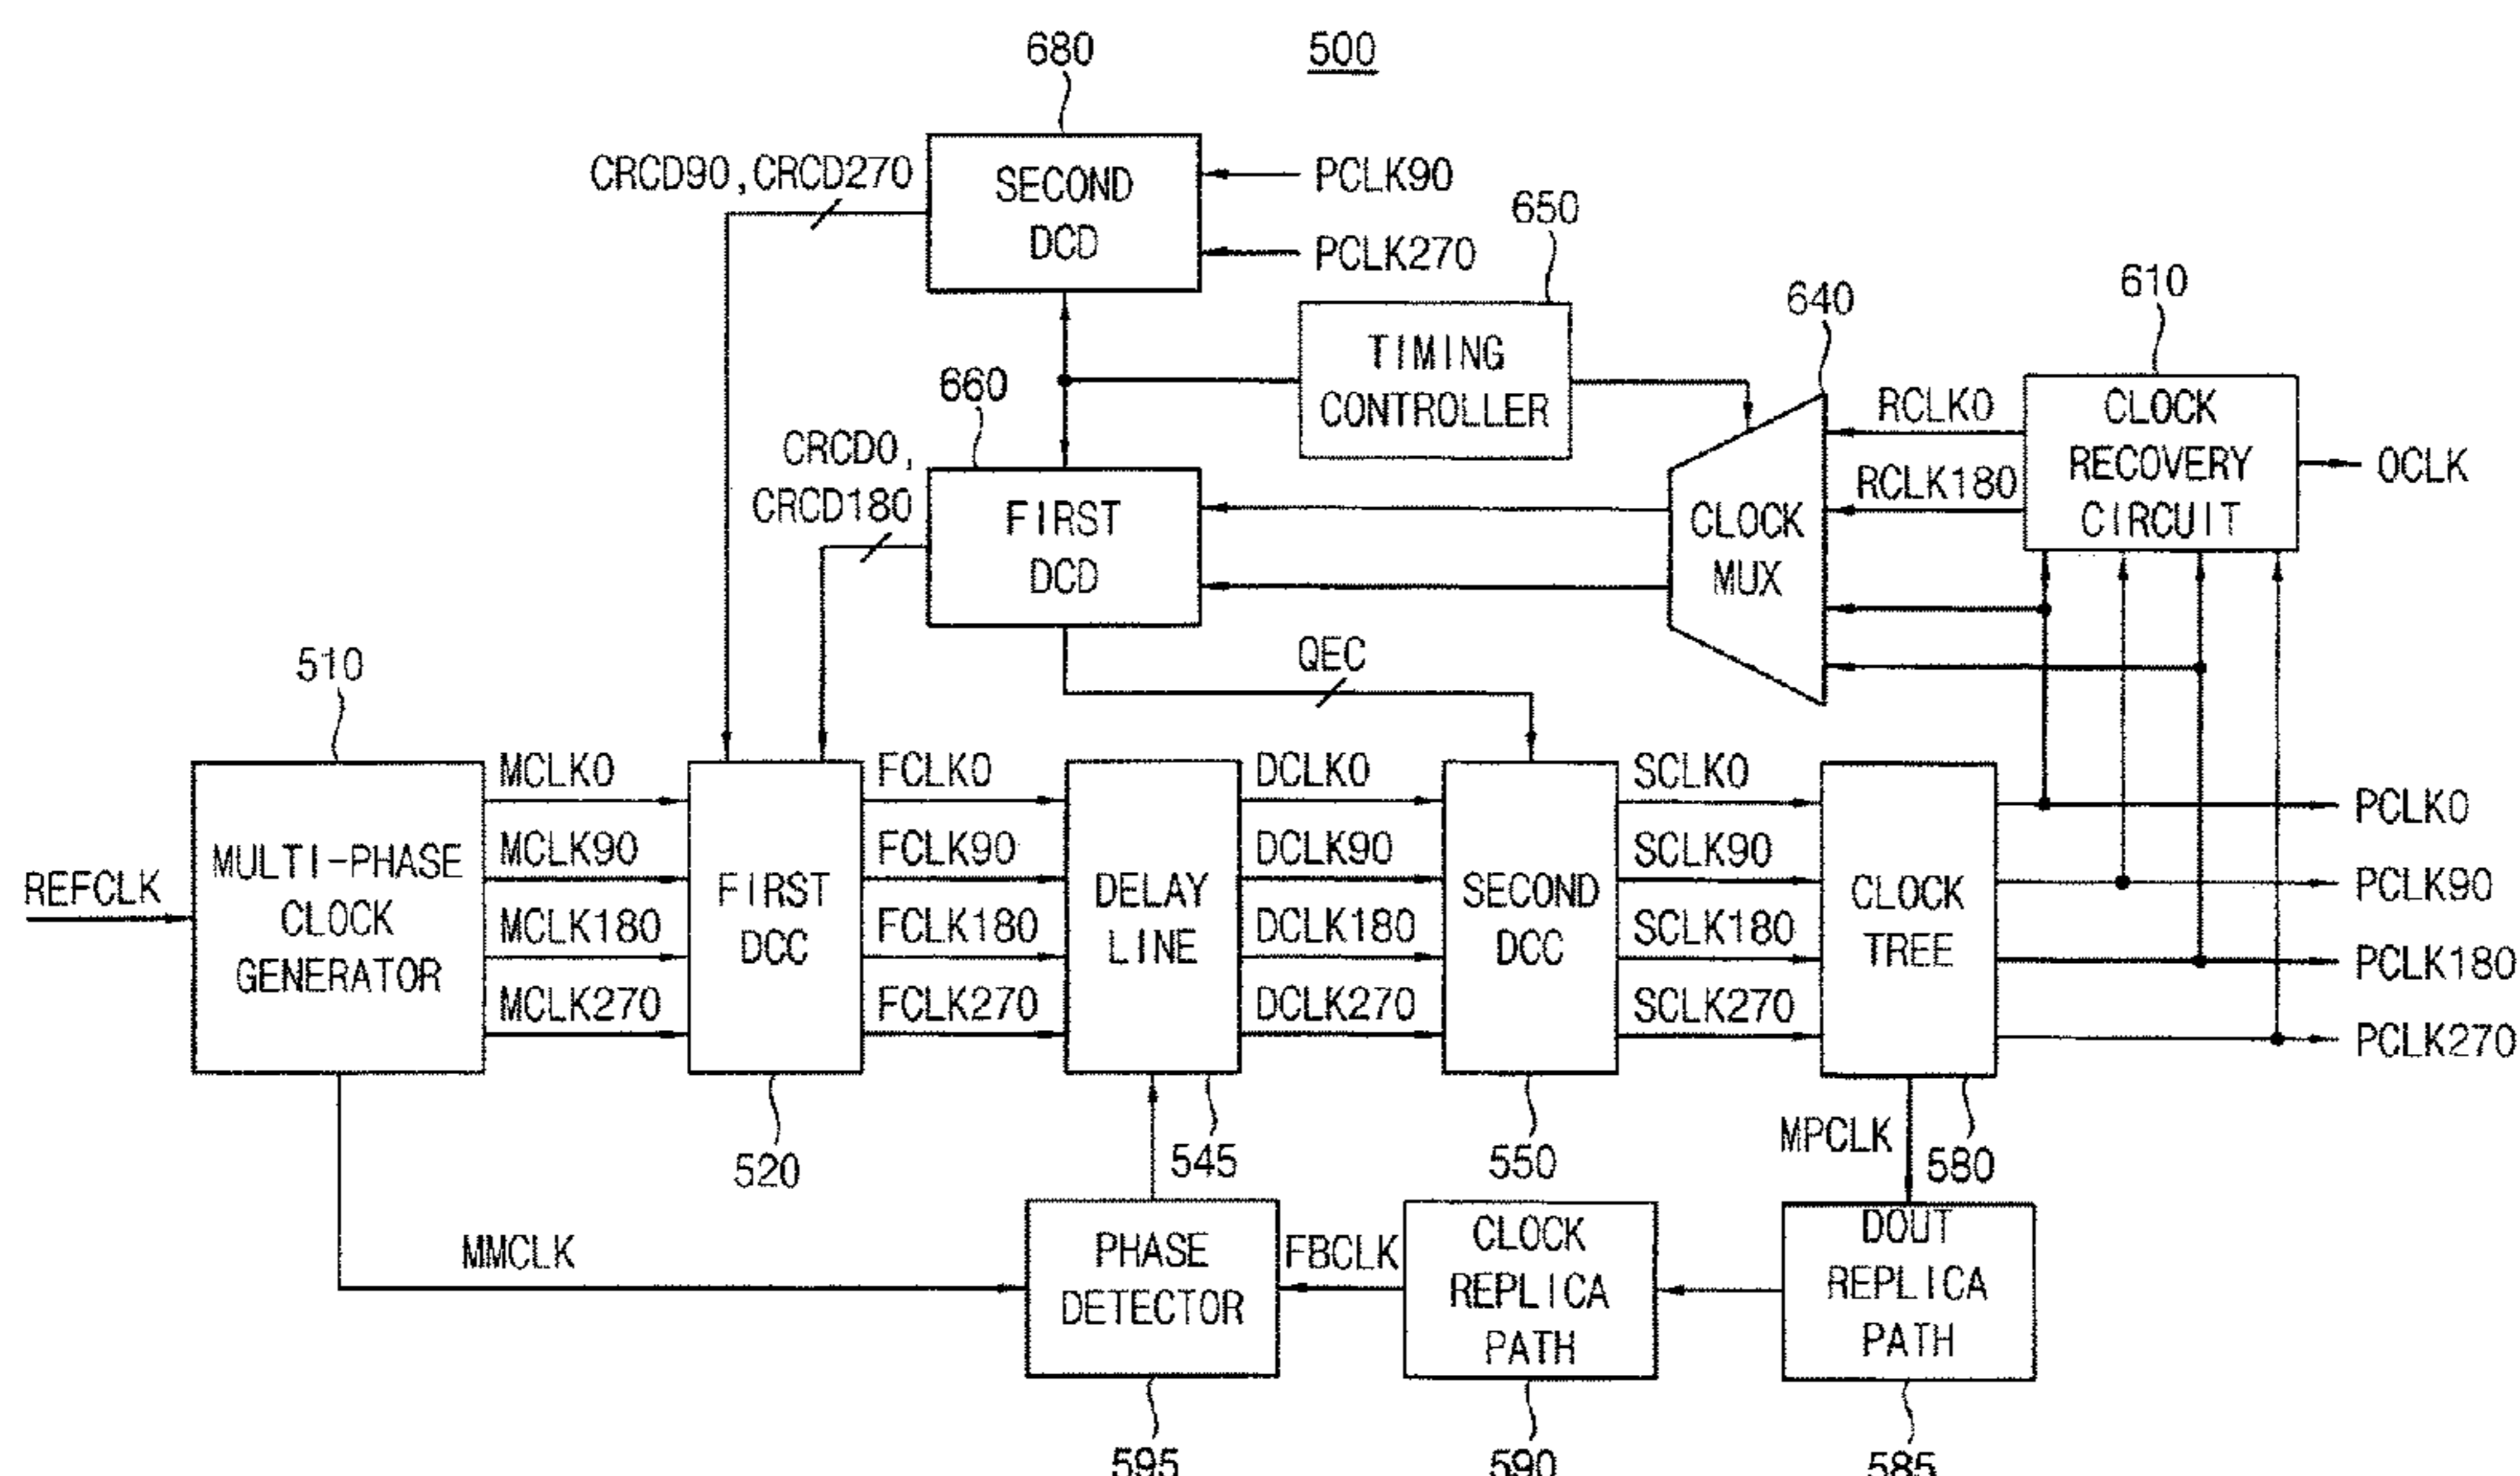 680
500
CRCD90,CRCD270
SECOND
DCD
PCLK90
PCLK270
650
640
610
TIMING
CONTROLLER
660
CRCD0,
CRCD180
FIRST
DCD
CLOCK
MUX
RCLK0
RCLK180
CLOCK
RECOVERY
CIRCUIT
OCLK
QEC
510
REFCLK
MULTI-PHASE
CLOCK
GENERATOR
MCLK0
MCLK90
MCLK180
MCLK270
FIRST
DCC
FCLK0
FCLK90
FCLK180
FCLK270
DELAY
LINE
DCLK0
DCLK90
DCLK180
DCLK270
SECOND
DCC
SCLK0
SCLK90
SCLK180
SCLK270
CLOCK
TREE
PCLK0
PCLK90
PCLK180
PCLK270
520
545
550
MPCLK
580
MMCLK
PHASE
DETECTOR
FBCLK
CLOCK
REPLICA
PATH
DOUT
REPLICA
PATH
595
590
585